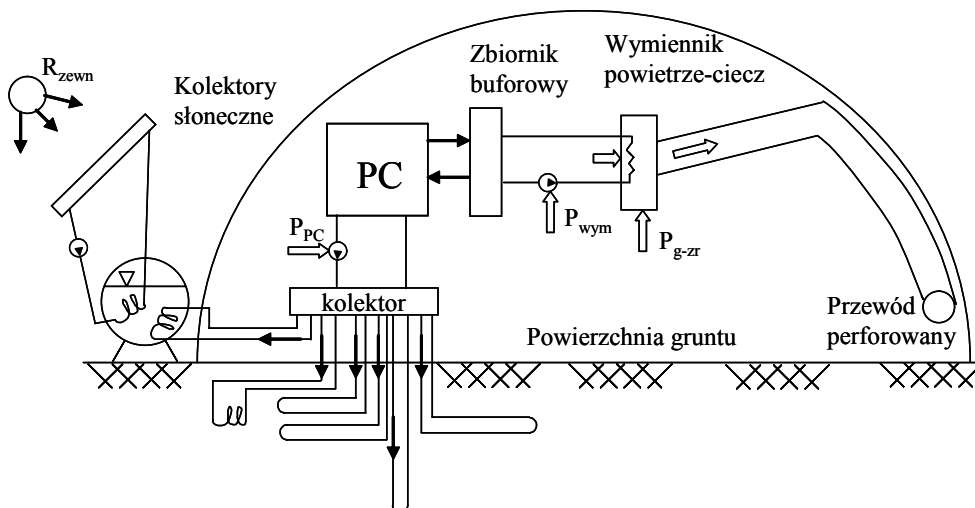 R_zewn
Kolektory
słoneczne
Zbiornik
buforowy
Wymiennik
powietrze-ciecz
PC
P_PC
P_wym
P_g-zr
kolektor
Powierzchnia gruntu
Przewód
perforowany